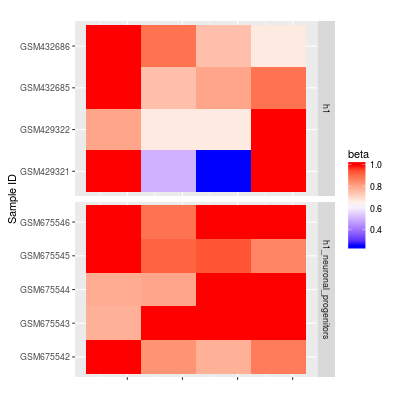 Sample ID
GSM432686
GSM432685
GSM429322
GSM429321
h1
GSM675546
GSM675545
GSM675544
GSM675543
GSM675542
h1_neuronal_progenitors
beta
1.0
0.8
0.6
0.4